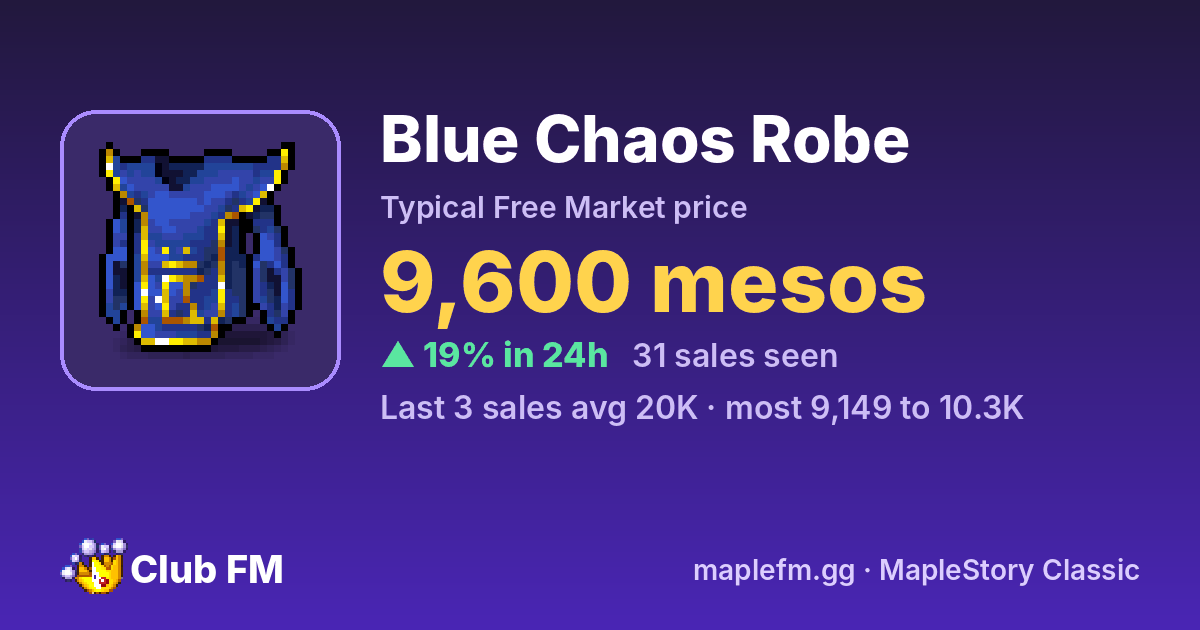 Blue Chaos Robe
Typical Free Market price
9,600 mesos
▲ 19% in 24h 31 sales seen
Last 3 sales avg 20K · most 9,149 to 10.3K
Club FM
maplefm.gg · MapleStory Classic